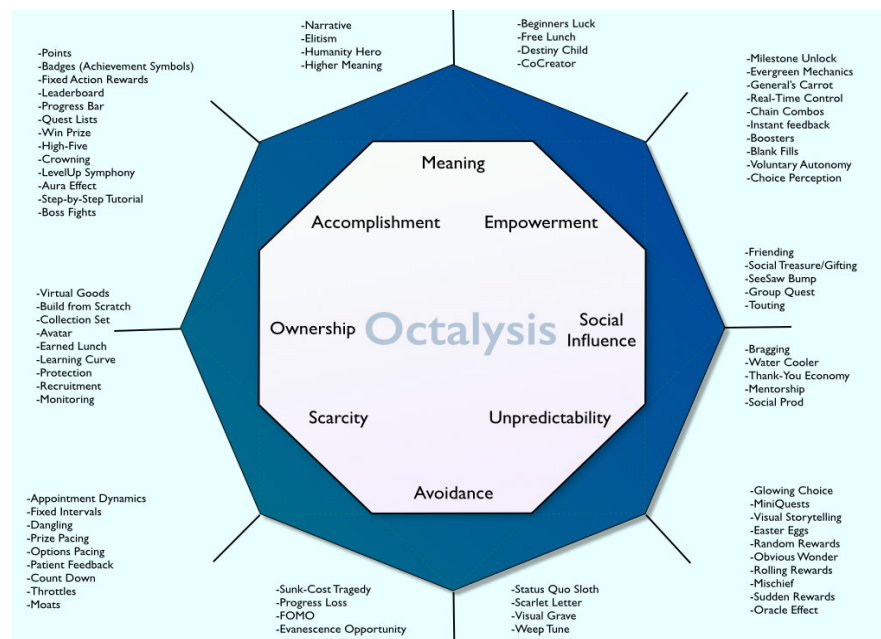 -Narrative
-Elitism
-Humanity Hero
-Higher Meaning
-Beginners Luck
-Free Lunch
-Destiny Child
-CoCreator
-Points
-Badges (Achievement Symbols)
-Fixed Action Rewards
-Leaderboard
-Progress Bar
-Quest Lists
-Win Prize
-High-Five
-Crowning
-LevelUp Symphony
-Aura Effect
-Step-by-Step Tutorial
-Boss Fights
-Milestone Unlock
-Evergreen Mechanics
-General's Carrot
-Real-Time Control
-Chain Combos
-Instant feedback
-Boosters
-Blank Fills
-Voluntary Autonomy
-Choice Perception
Meaning
Accomplishment
Empowerment
Ownership
Octalysis
Social
Influence
Scarcity
Unpredictability
Avoidance
-Virtual Goods
-Build from Scratch
-Collection Set
-Avatar
-Earned Lunch
-Learning Curve
-Protection
-Recruitment
-Monitoring
-Friending
-Social Treasure/Gifting
-SeeSaw Bump
-Group Quest
-Touting
-Bragging
-Water Cooler
-Thank-You Economy
-Mentorship
-Social Prod
-Appointment Dynamics
-Fixed Intervals
-Dangling
-Prize Pacing
-Options Pacing
-Patient Feedback
-Count Down
-Throttles
-Moats
-Sunk-Cost Tragedy
-Progress Loss
-FOMO
-Evanescence Opportunity
-Status Quo Sloth
-Scarlet Letter
-Visual Grave
-Weep Tune
-Glowing Choice
-MiniQuests
-Visual Storytelling
-Easter Eggs
-Random Rewards
-Obvious Wonder
-Rolling Rewards
-Mischief
-Sudden Rewards
-Oracle Effect